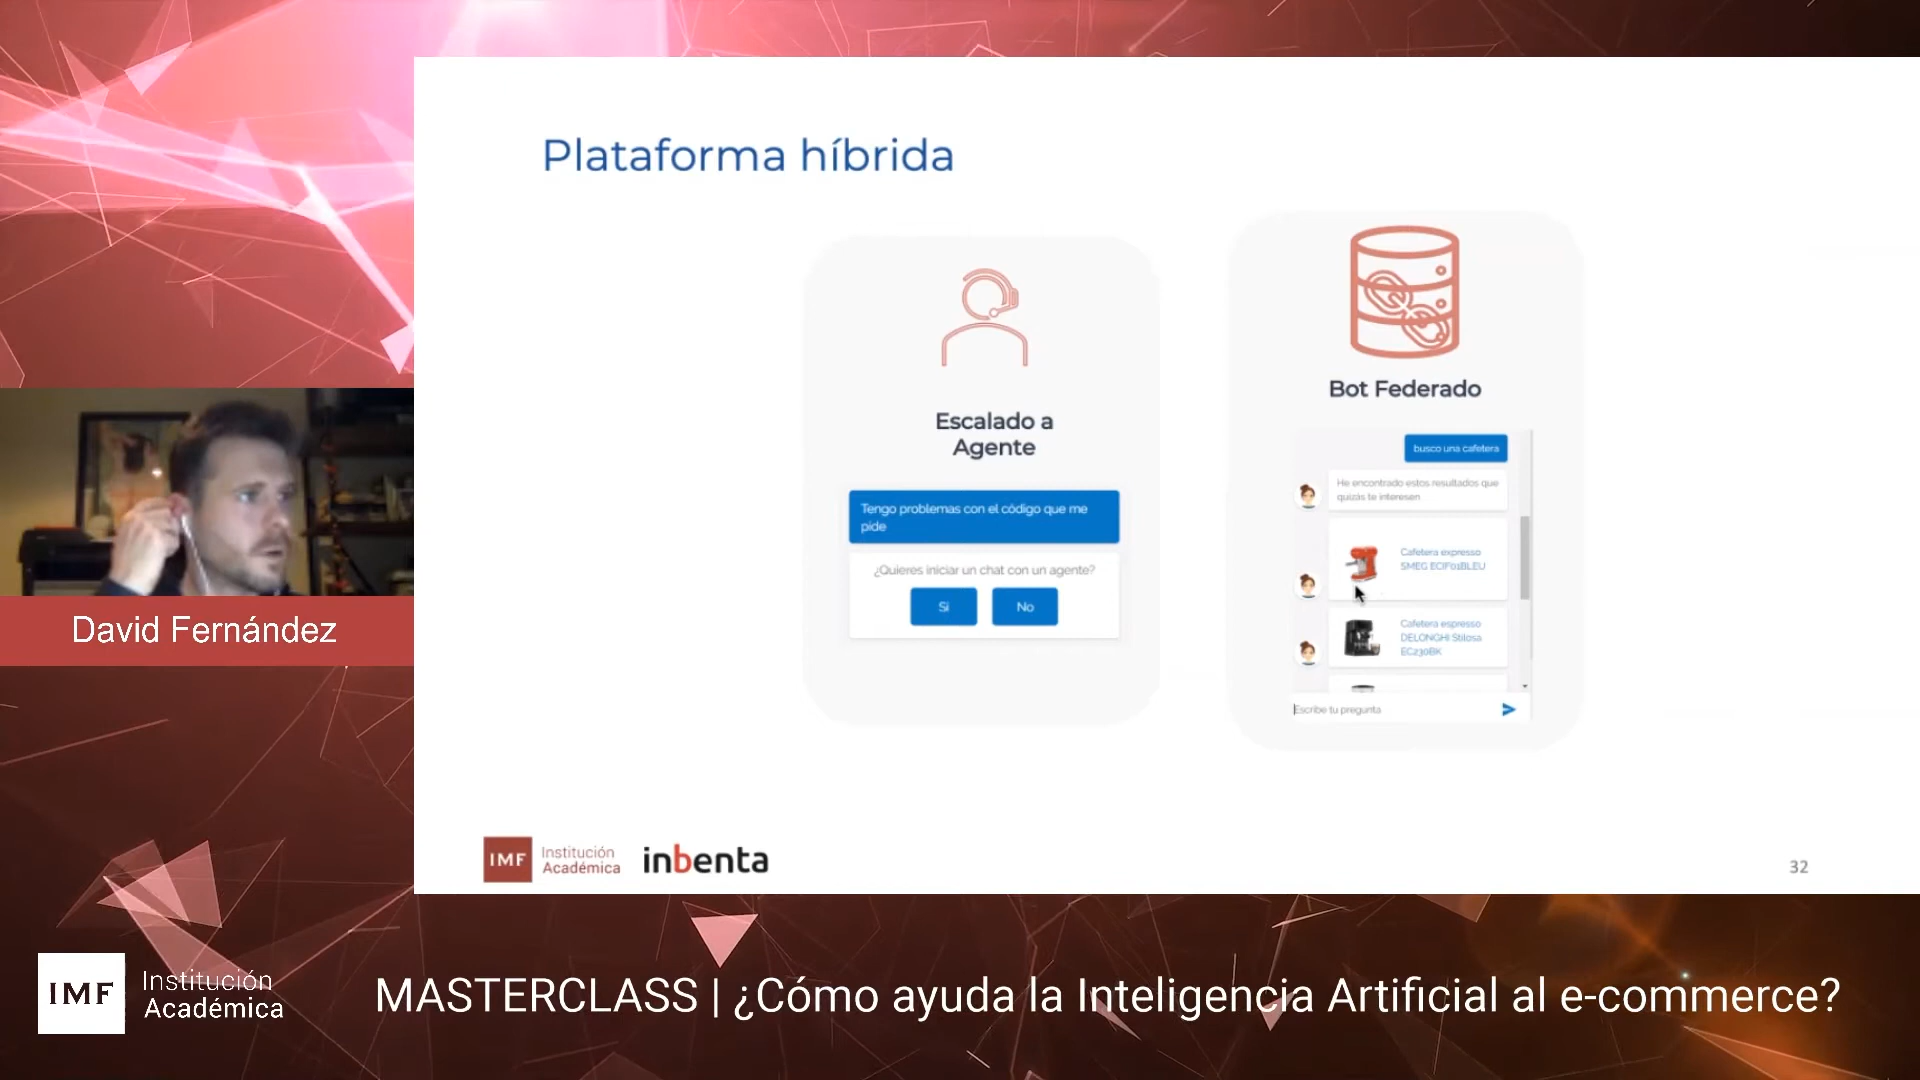 Plataforma híbrida
Escalado a
Agente
Tengo problemas con el código que me
pide
¿Quieres iniciar un chat con un agente?
Si
No
Bot Federado
busco una cafetera
He encontrado estos resultados que
quizás te interesen
Cafetera expresso
SMEG ECIF01BLEU
Cafetera espresso
DELONGHI Stilosa
EC230BK
Escribe tu pregunta
David Fernández
IMF Institución
Académica
inbenta
32
IMF Institución
Académica
MASTERCLASS | ¿Cómo ayuda la Inteligencia Artificial al e-commerce?